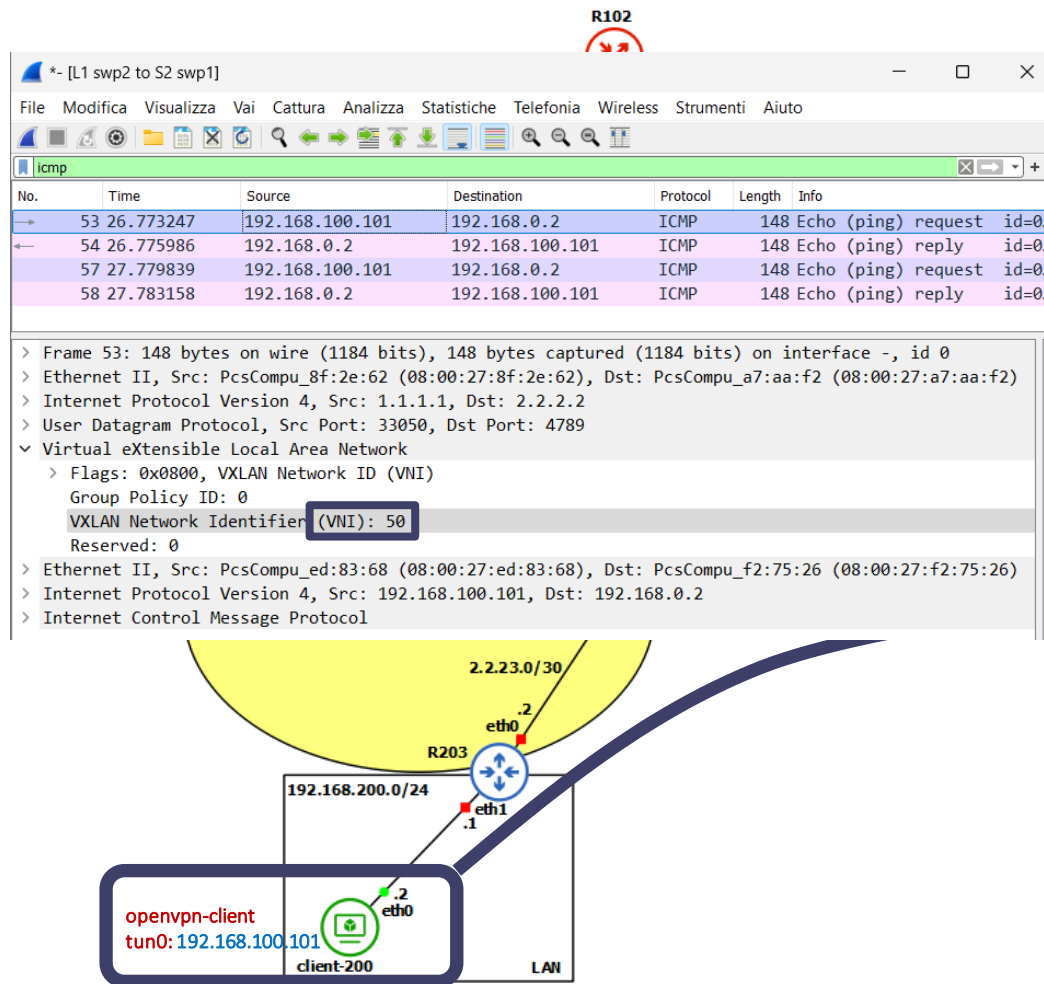 R102
*- [L1 swp2 to S2 swp1]
File Modifica Visualizza Vai Cattura Analizza Statistiche Telefonia Wireless Strumenti Aiuto
icmp
No. Time Source Destination Protocol Length Info
53 26.773247 192.168.100.101 192.168.0.2 ICMP 148 Echo (ping) request id=0
54 26.775986 192.168.0.2 192.168.100.101 ICMP 148 Echo (ping) reply id=0
57 27.779839 192.168.100.101 192.168.0.2 ICMP 148 Echo (ping) request id=0
58 27.783158 192.168.0.2 192.168.100.101 ICMP 148 Echo (ping) reply id=0
> Frame 53: 148 bytes on wire (1184 bits), 148 bytes captured (1184 bits) on interface -, id 0
> Ethernet II, Src: PcsCompu_8f:2e:62 (08:00:27:8f:2e:62), Dst: PcsCompu_a7:aa:f2 (08:00:27:a7:aa:f2)
> Internet Protocol Version 4, Src: 1.1.1.1, Dst: 2.2.2.2
> User Datagram Protocol, Src Port: 33050, Dst Port: 4789
Virtual eXtensible Local Area Network
> Flags: 0x0800, VXLAN Network ID (VNI)
Group Policy ID: 0
VXLAN Network Identifier (VNI): 50
Reserved: 0
> Ethernet II, Src: PcsCompu_ed:83:68 (08:00:27:ed:83:68), Dst: PcsCompu_f2:75:26 (08:00:27:f2:75:26)
> Internet Protocol Version 4, Src: 192.168.100.101, Dst: 192.168.0.2
> Internet Control Message Protocol
2.2.23.0/30
.2
eth0
R203
192.168.200.0/24
eth1
.1
.2
eth0
openvpn-client
tun0: 192.168.100.101
client-200
LAN